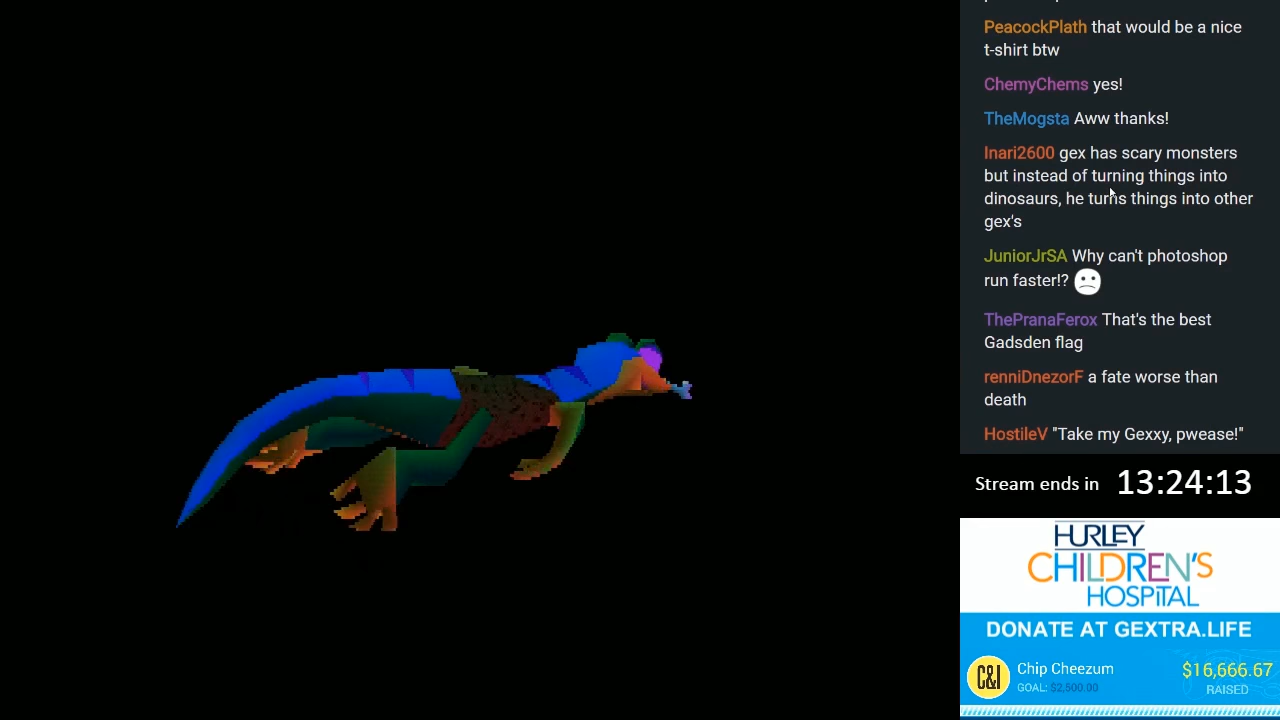 PeacockPlath that would be a nice
t-shirt btw
ChemyChems yes!
TheMogsta Aww thanks!
Inari2600 gex has scary monsters
but instead of turning things into
dinosaurs, he turns things into other
gex's
JuniorJrSA Why can't photoshop
run faster!?
ThePranaFerox That's the best
Gadsden flag
renniDnezorF a fate worse than
death
HostileV "Take my Gexxy, pwease!"
Stream ends in 13:24:13
HURLEY
CHILDREN'S
HOSPITAL
DONATE AT GEXTRA.LIFE
C&I
Chip Cheezum $16,666.67
GOAL: $2,500.00 RAISED